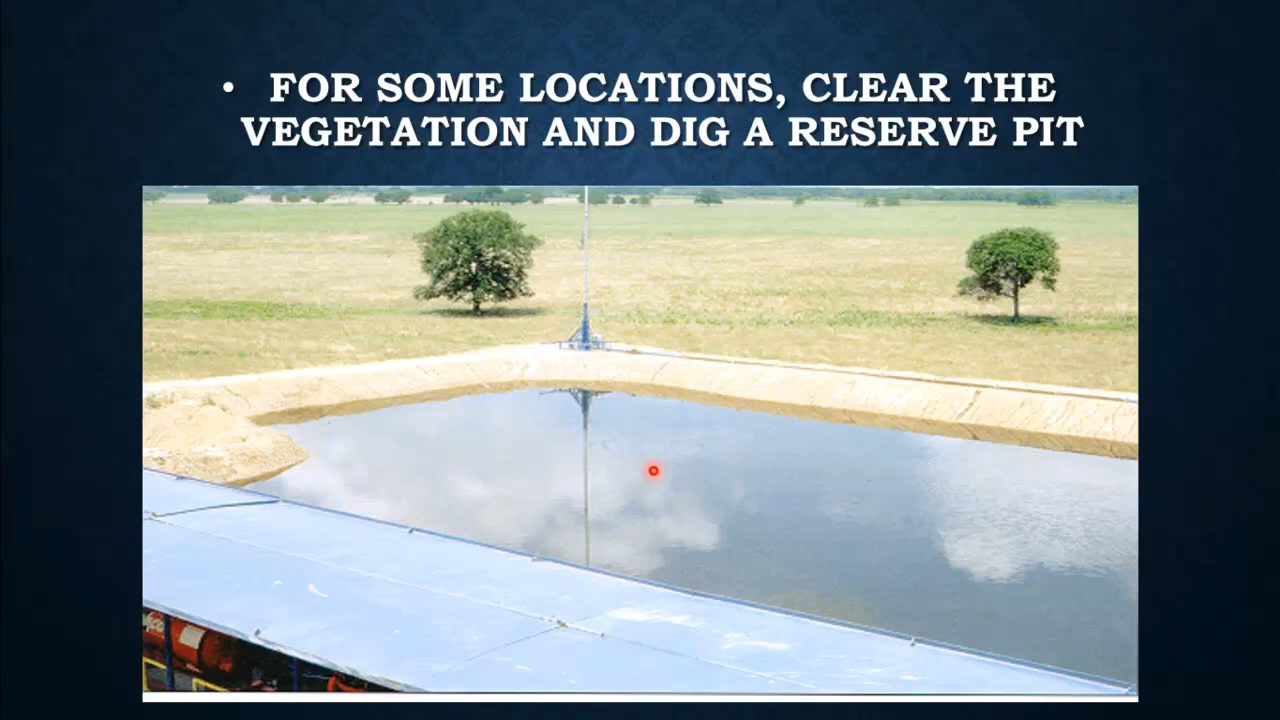 • FOR SOME LOCATIONS, CLEAR THE
VEGETATION AND DIG A RESERVE PIT